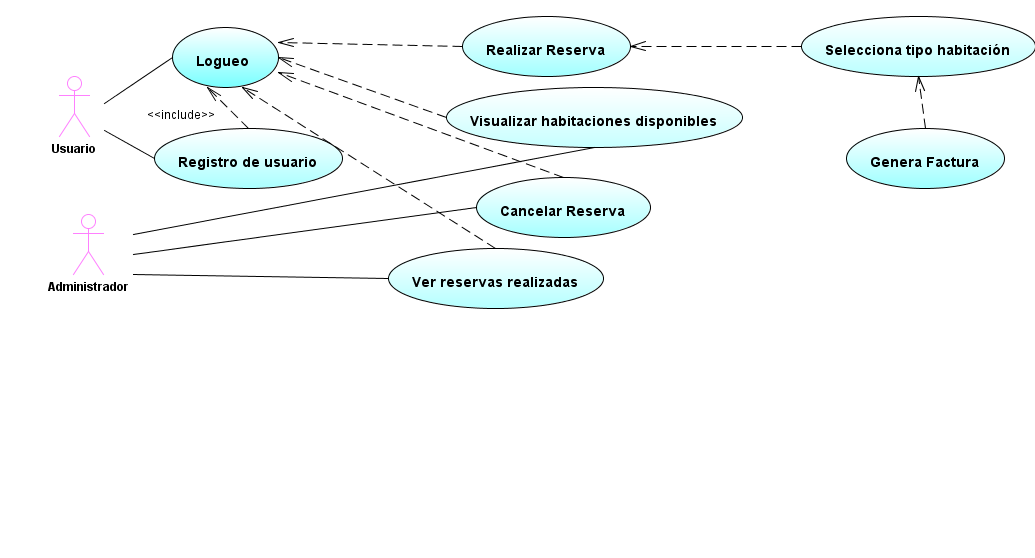 Realizar Reserva
Selecciona tipo habitación
Logueo
<<include>>
Visualizar habitaciones disponibles
Usuario
Registro de usuario
Genera Factura
Cancelar Reserva
Administrador
Ver reservas realizadas